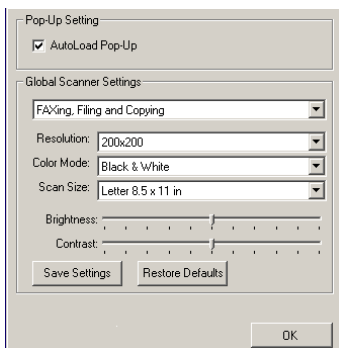 Pop-Up Setting
AutoLoad Pop-Up
Global Scanner Settings
FAXing, Filing and Copying
Resolution: 200x200
Color Mode: Black & White
Scan Size: Letter 8.5 x 11 in
Brightness:
Contrast:
Save Settings Restore Defaults
OK